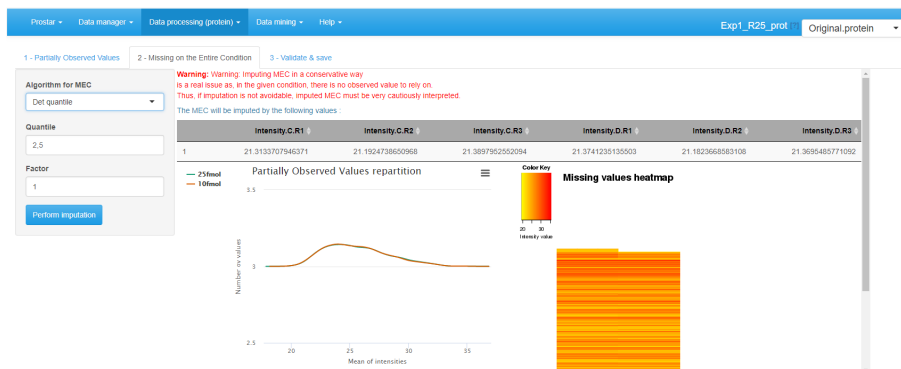 Prostar Data manager Data processing (protein) Data mining Help Exp1_R25_prot Original.protein
1 - Partially Observed Values 2 - Missing on the Entire Condition 3 - Validate & save
Warning: Warning: Imputing MEC in a conservative way
is a real issue as, in the given condition, there is no observed value to rely on.
Thus, if imputation is not avoidable, imputed MEC must be very cautiously interpreted.
The MEC will be imputed by the following values :
Algorithm for MEC
Det quantile
Quantile
2,5
Factor
1
Perform imputation
Intensity.C.R1 Intensity.C.R2 Intensity.C.R3 Intensity.D.R1 Intensity.D.R2 Intensity.D.R3
1 21.3133707946371 21.1924738650968 21.3897952552094 21.3741235135503 21.1823668583108 21.3695485771092
25fmol
10fmol
Partially Observed Values repartition
3.5
3
2.5
Number ov values
20 25 30 35
Mean of intensities
Color Key
20 30
Intensity value
Missing values heatmap